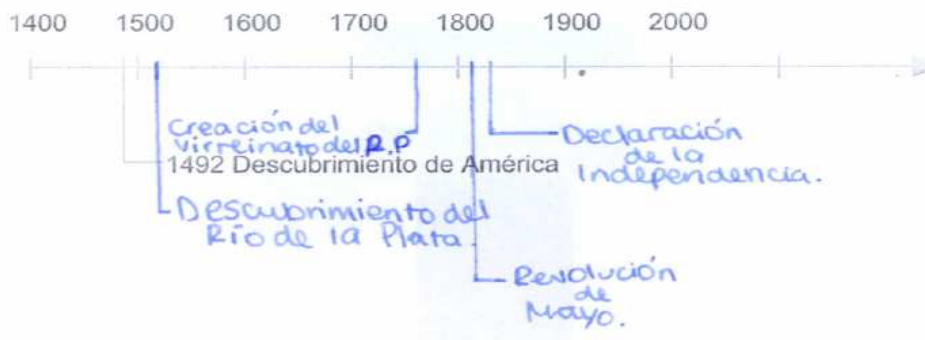 1400 1500 1600 1700 1800 1900 2000
Creación del
virreinato del R.P
1492 Descubrimiento de América
Declaración
de la
Independencia.
Descubrimiento del
Río de la Plata.
Revolución
de
Mayo.